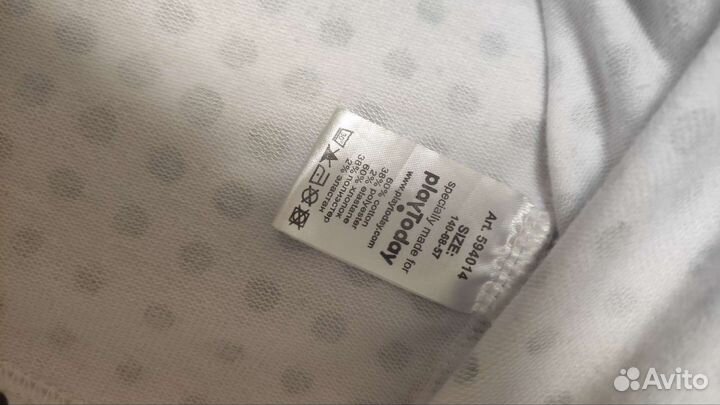 Art. 594014
SIZE:
140-68-57
specially made for
playToday
www.playtoday.com
60% cotton
38% polyester
2% elastane
60% хлопок
38% полиэстер
2% эластан
Avito